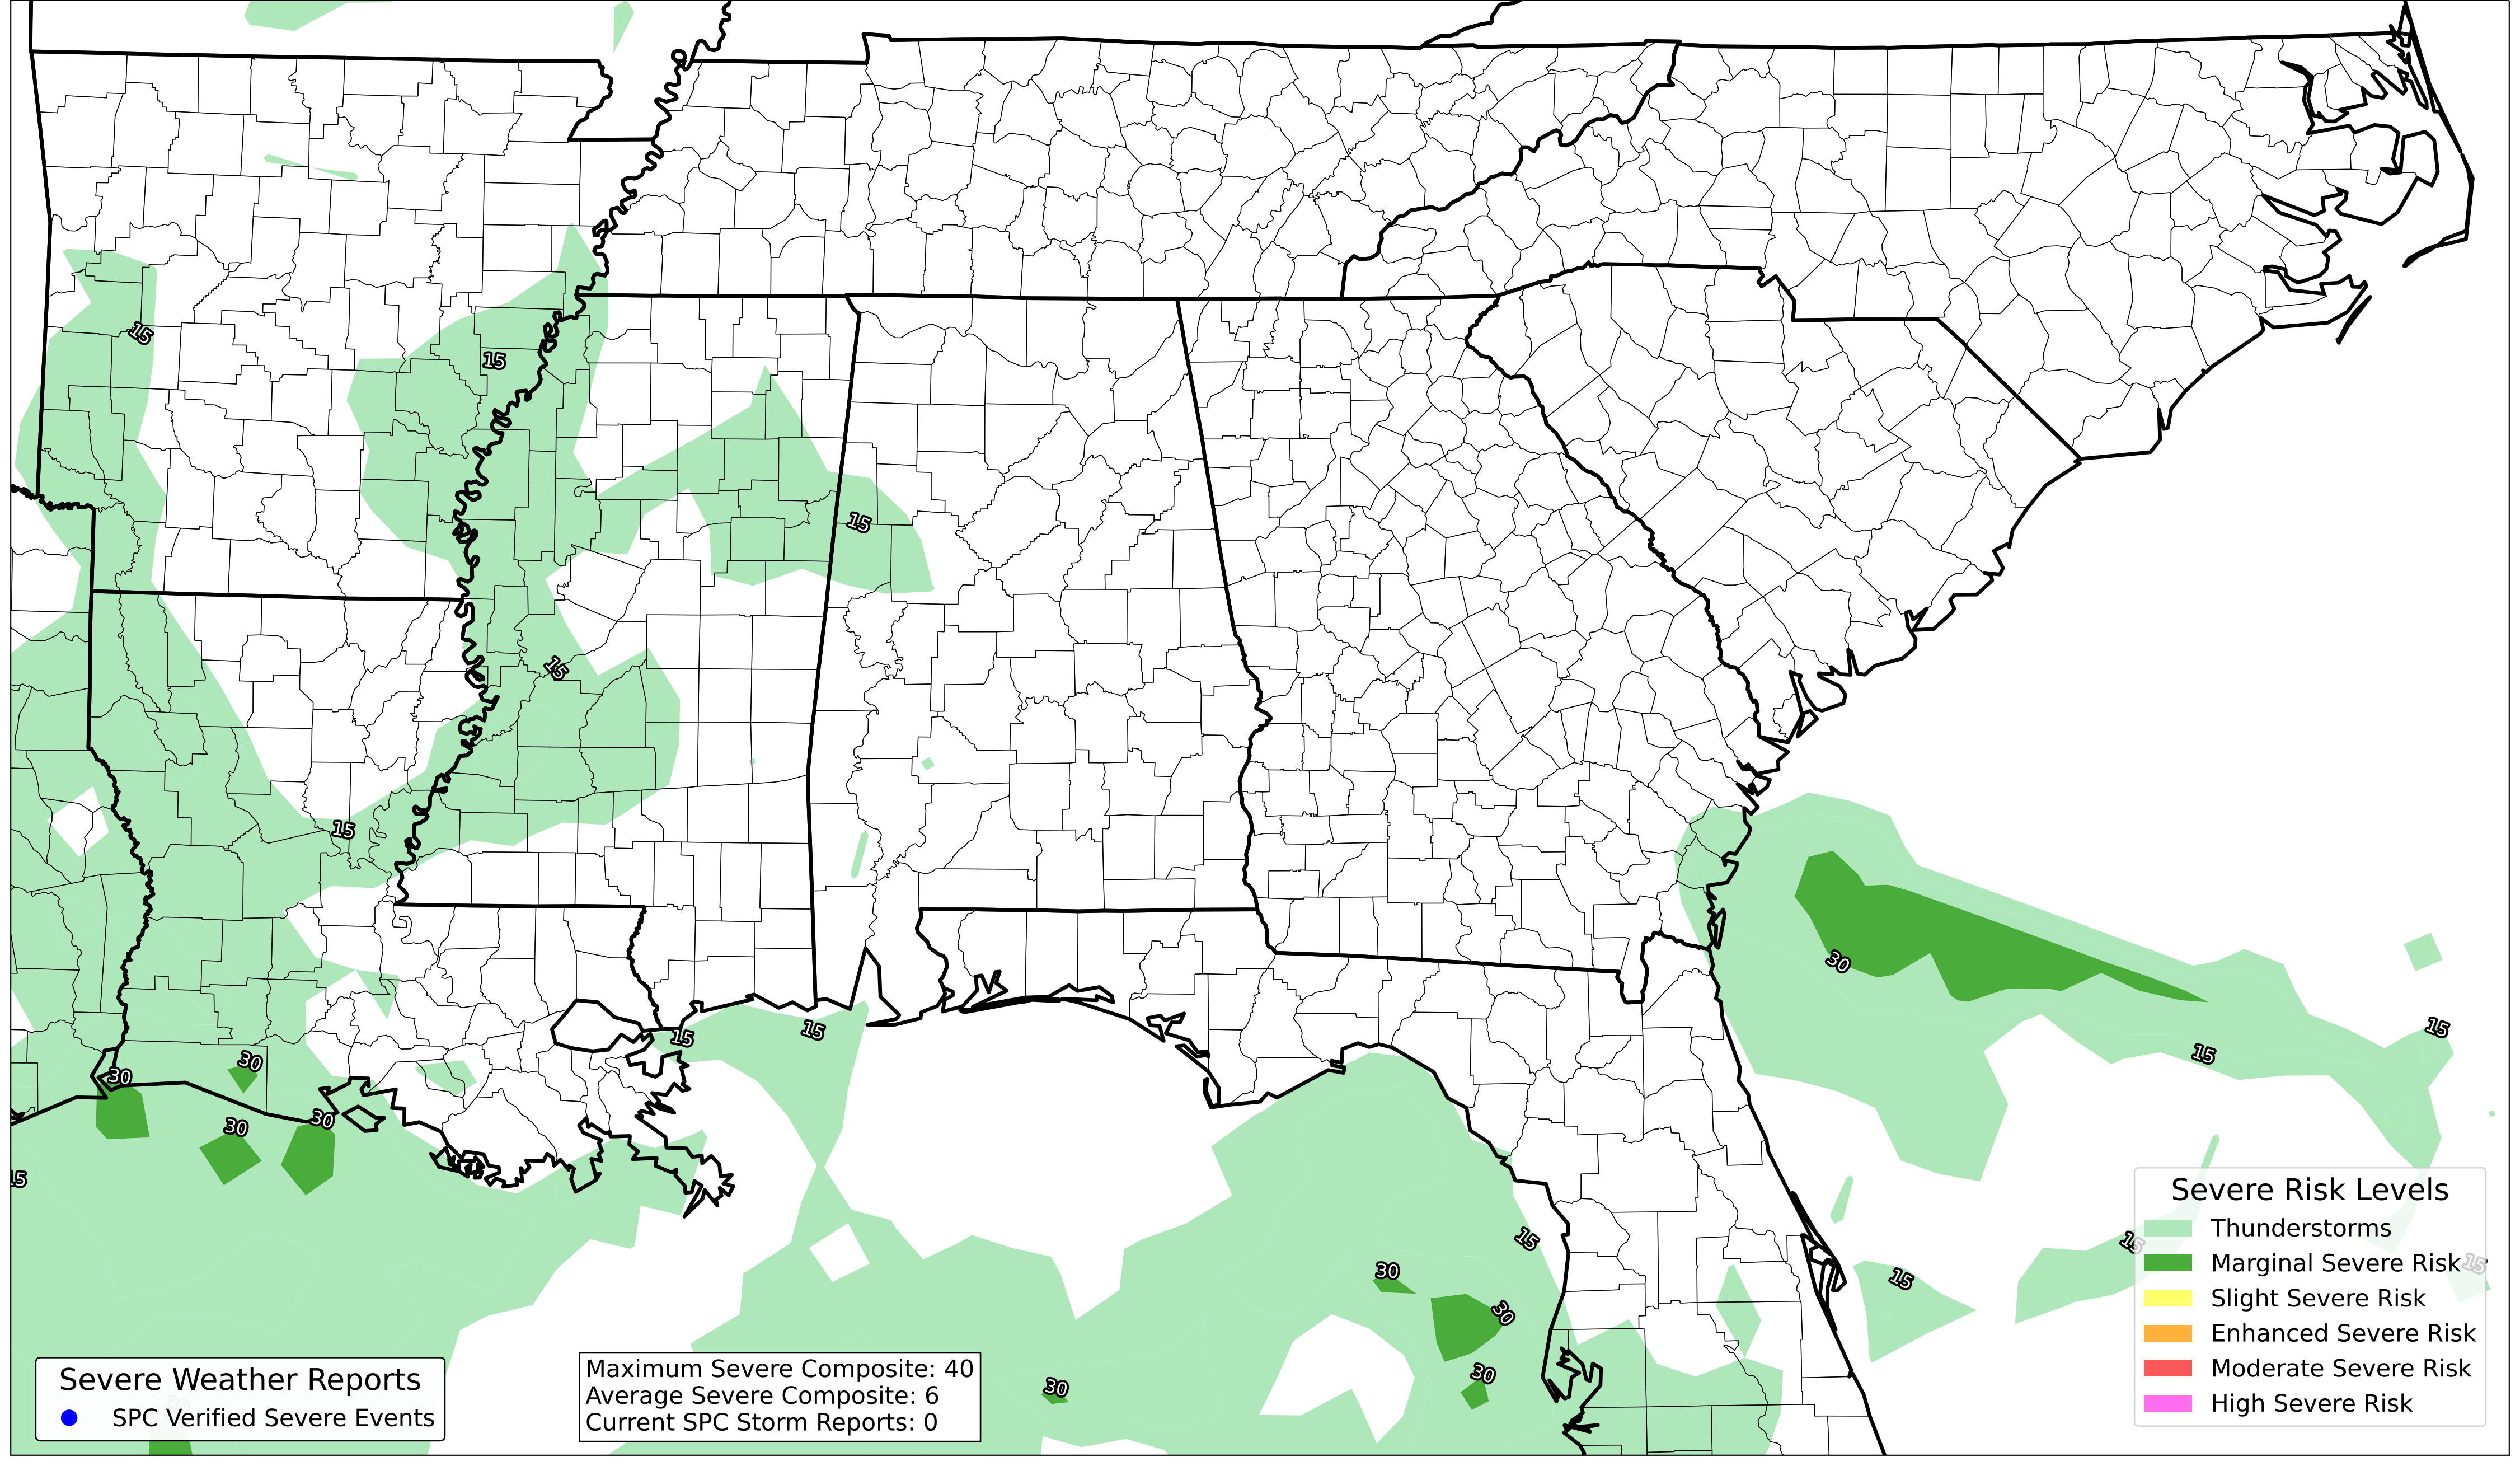 15
15
15
15
15
30
15
15
15
15
30
30
30
30
15
15
15
15
15
30
30
30
30
Severe Risk Levels
Thunderstorms
Marginal Severe Risk
Slight Severe Risk
Enhanced Severe Risk
Moderate Severe Risk
High Severe Risk
Severe Weather Reports
SPC Verified Severe Events
Maximum Severe Composite: 40
Average Severe Composite: 6
Current SPC Storm Reports: 0